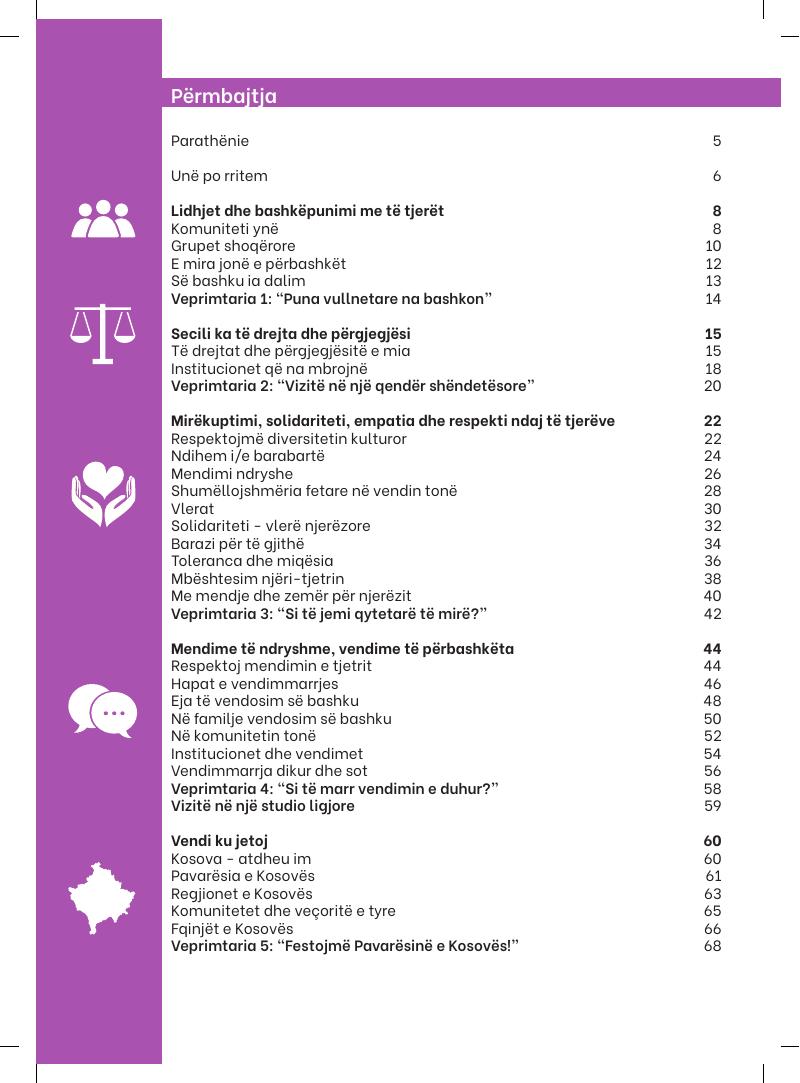 Përmbajtja
Parathënie 5
Unë po rritem 6
Lidhjet dhe bashkëpunimi me të tjerët 8
Komuniteti ynë 8
Grupet shoqërore 10
E mira jonë e përbashkët 12
Së bashku ia dalim 13
Veprimtaria 1: “Puna vullnetare na bashkon” 14
Secili ka të drejta dhe përgjegjësi 15
Të drejtat dhe përgjegjësitë e mia 15
Institucionet që na mbrojnë 18
Veprimtaria 2: “Vizitë në një qendër shëndetësore” 20
Mirëkuptimi, solidariteti, empatia dhe respekti ndaj të tjerëve 22
Respektojmë diversitetin kulturor 22
Ndihem i/e barabartë 24
Mendimi ndryshe 26
Shumëllojshmëria fetare në vendin tonë 28
Vlerat 30
Solidariteti - vlerë njerëzore 32
Barazi për të gjithë 34
Toleranca dhe miqësia 36
Mbështesim njëri-tjetrin 38
Me mendje dhe zemër për njerëzit 40
Veprimtaria 3: “Si të jemi qytetarë të mirë?” 42
Mendime të ndryshme, vendime të përbashkëta 44
Respektoj mendimin e tjetrit 44
Hapat e vendimmarrjes 46
Eja të vendosim së bashku 48
Në familje vendosim së bashku 50
Në komunitetin tonë 52
Institucionet dhe vendimet 54
Vendimmarrja dikur dhe sot 56
Veprimtaria 4: “Si të marr vendimin e duhur?” 58
Vizitë në një studio ligjore 59
Vendi ku jetoj 60
Kosova - atdheu im 60
Pavarësia e Kosovës 61
Regjionet e Kosovës 63
Komunitetet dhe veçoritë e tyre 65
Fqinjët e Kosovës 66
Veprimtaria 5: “Festojmë Pavarësinë e Kosovës!” 68